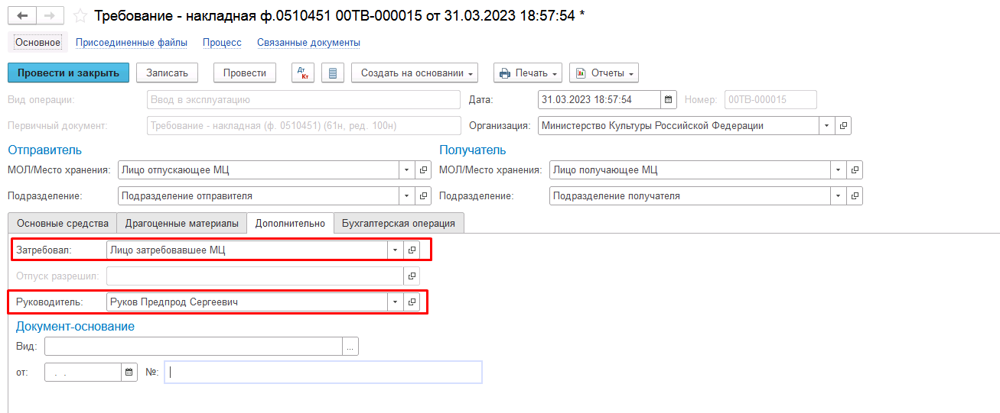 Требование - накладная ф.0510451 00ТВ-000015 от 31.03.2023 18:57:54 *
Основное Присоединенные файлы Процесс Связанные документы
Провести и закрыть Записать Провести Дт Кт Создать на основании Печать Отчеты
Вид операции: Ввод в эксплуатацию Дата: 31.03.2023 18:57:54 Номер: 00ТВ-000015
Первичный документ: Требование - накладная (ф. 0510451) (61н, ред. 100н) Организация: Министерство Культуры Российской Федерации
Отправитель Получатель
МОЛ/Место хранения: Лицо отпускающее МЦ МОЛ/Место хранения: Лицо получающее МЦ
Подразделение: Подразделение отправителя Подразделение: Подразделение получателя
Основные средства Драгоценные материалы Дополнительно Бухгалтерская операция
Затребовал: Лицо затребовавшее МЦ
Отпуск разрешил:
Руководитель: Руков Предпрод Сергеевич
Документ-основание
Вид: ...
от: . . №: